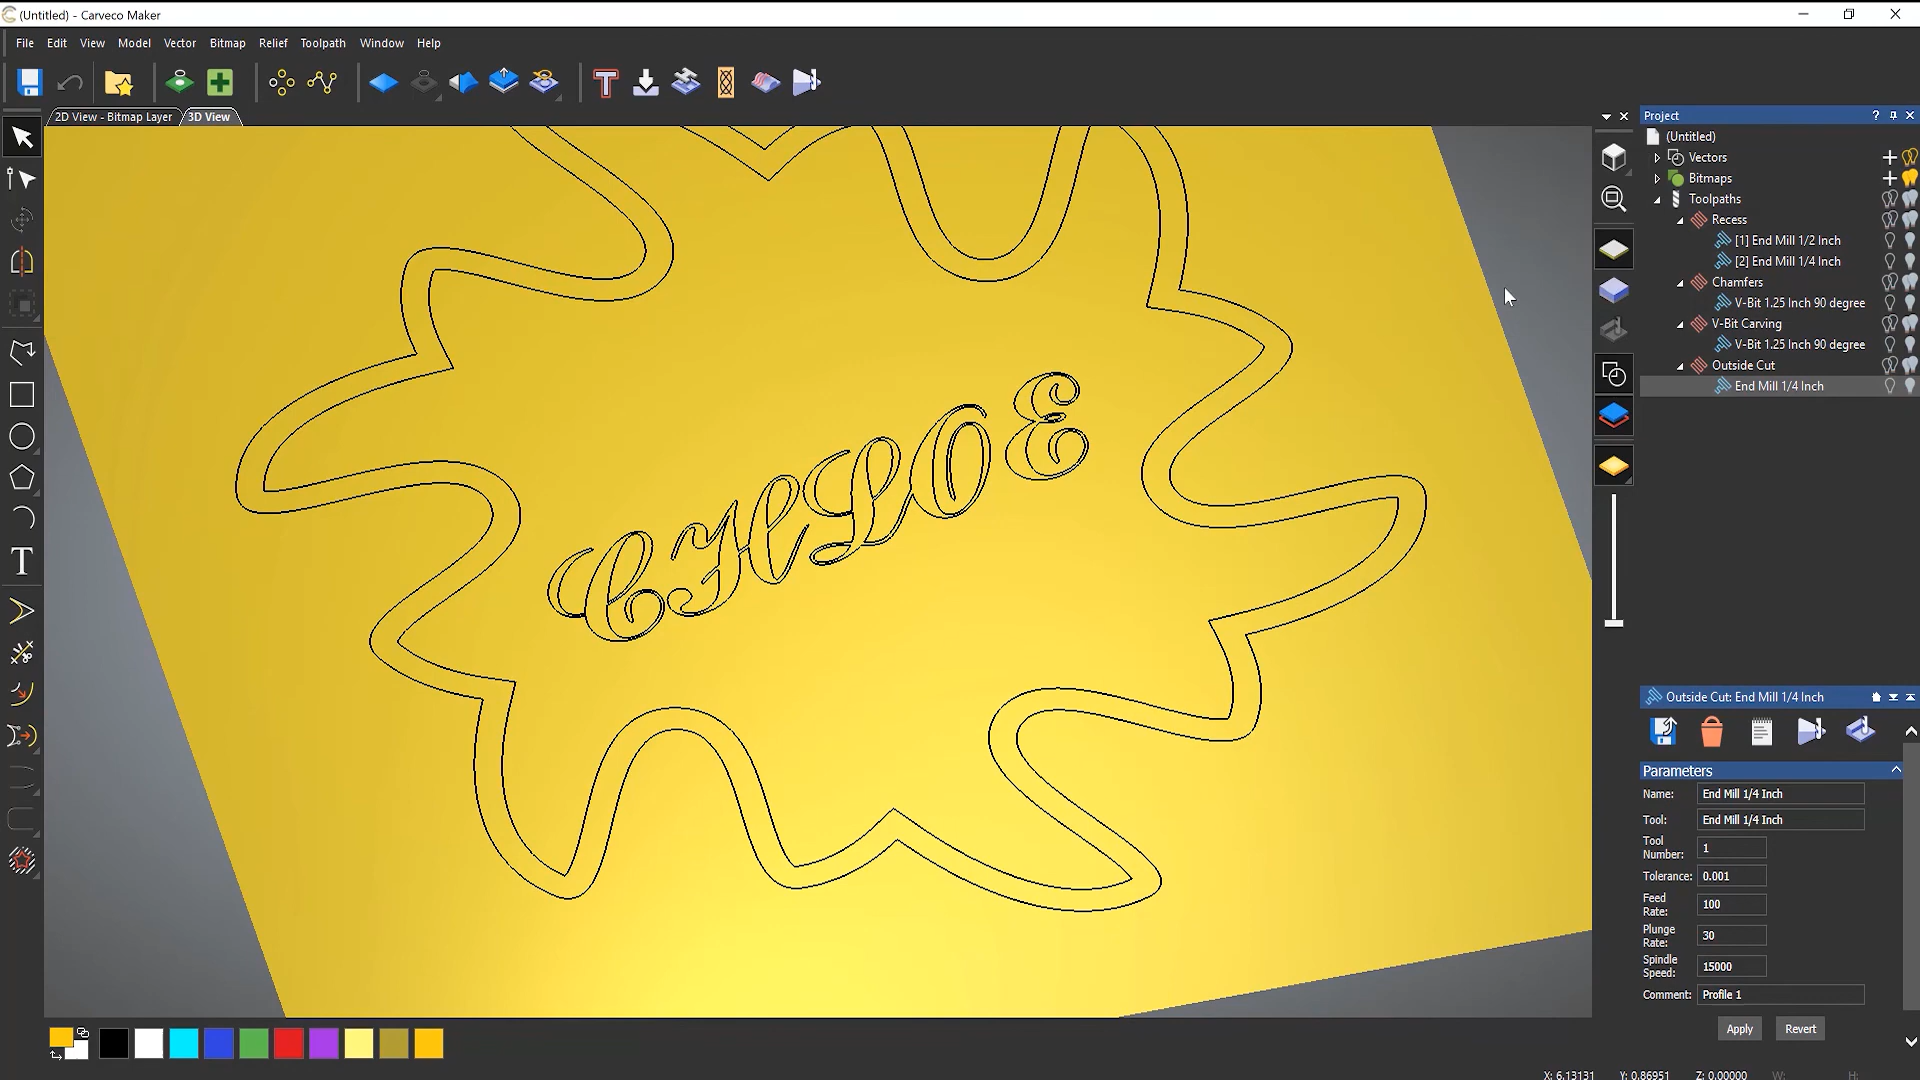 (Untitled) - Carveco Maker
File Edit View Model Vector Bitmap Relief Toolpath Window Help
2D View - Bitmap Layer 3D View
CHLOE
Project
(Untitled)
Vectors
Bitmaps
Toolpaths
Recess
[1] End Mill 1/2 Inch
[2] End Mill 1/4 Inch
Chamfers
V-Bit 1.25 Inch 90 degree
V-Bit Carving
V-Bit 1.25 Inch 90 degree
Outside Cut
End Mill 1/4 Inch
Outside Cut: End Mill 1/4 Inch
Parameters
Name: End Mill 1/4 Inch
Tool: End Mill 1/4 Inch
Tool Number: 1
Tolerance: 0.001
Feed Rate: 100
Plunge Rate: 30
Spindle Speed: 15000
Comment: Profile 1
Apply Revert
X: 6.13131 Y: 0.86951 Z: 0.00000 W: H: